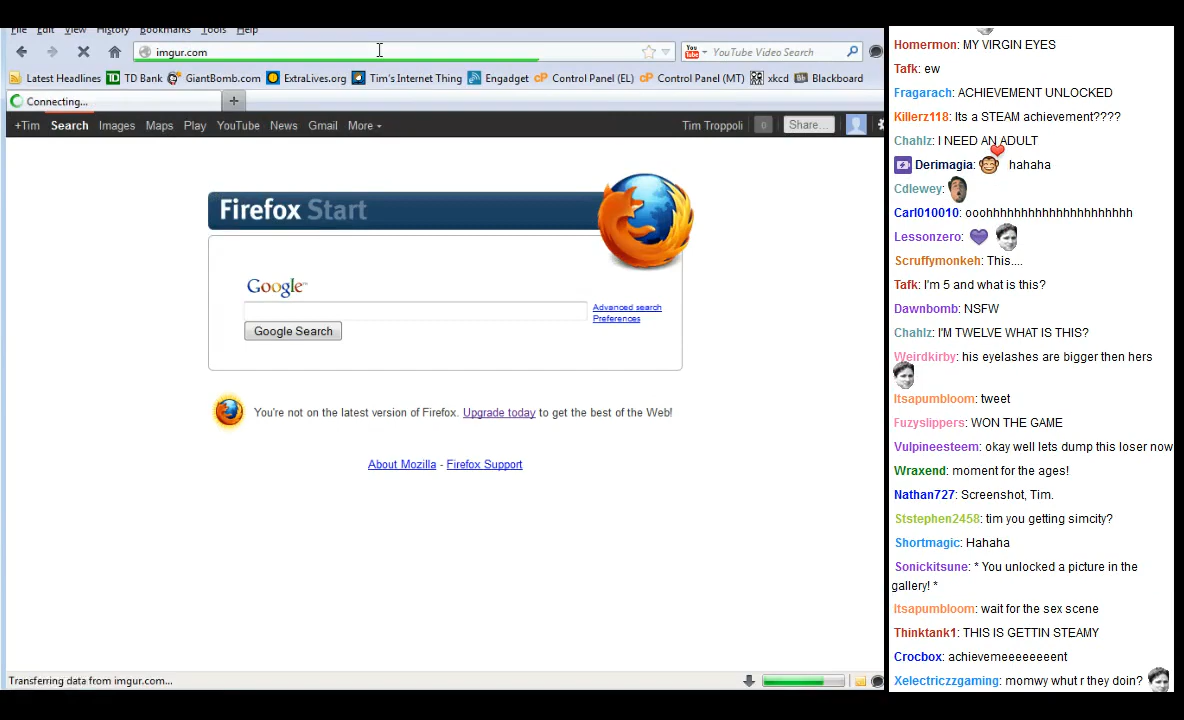 File Edit View History Bookmarks Tools Help
imgur.com
YouTube Video Search
Latest Headlines TD Bank GiantBomb.com ExtraLives.org Tim's Internet Thing Engadget cP Control Panel (EL) cP Control Panel (MT) xkcd Bb Blackboard
Connecting... +
+Tim Search Images Maps Play YouTube News Gmail More Tim Troppoli 0 Share...
Firefox Start
Google™
Advanced search
Preferences
Google Search
You're not on the latest version of Firefox. Upgrade today to get the best of the Web!
About Mozilla - Firefox Support
Transferring data from imgur.com...
Homermon: MY VIRGIN EYES
Tafk: ew
Fragarach: ACHIEVEMENT UNLOCKED
Killerz118: Its a STEAM achievement????
Chahlz: I NEED AN ADULT
Derimagia: hahaha
Cdlewey:
Carl010010: ooohhhhhhhhhhhhhhhhhhhhh
Lessonzero:
Scruffymonkeh: This....
Tafk: I'm 5 and what is this?
Dawnbomb: NSFW
Chahlz: I'M TWELVE WHAT IS THIS?
Weirdkirby: his eyelashes are bigger then hers
Itsapumbloom: tweet
Fuzyslippers: WON THE GAME
Vulpineesteem: okay well lets dump this loser now
Wraxend: moment for the ages!
Nathan727: Screenshot, Tim.
Ststephen2458: tim you getting simcity?
Shortmagic: Hahaha
Sonickitsune: * You unlocked a picture in the
gallery! *
Itsapumbloom: wait for the sex scene
Thinktank1: THIS IS GETTIN STEAMY
Crocbox: achievemeeeeeeent
Xelectriczzgaming: momwy whut r they doin?